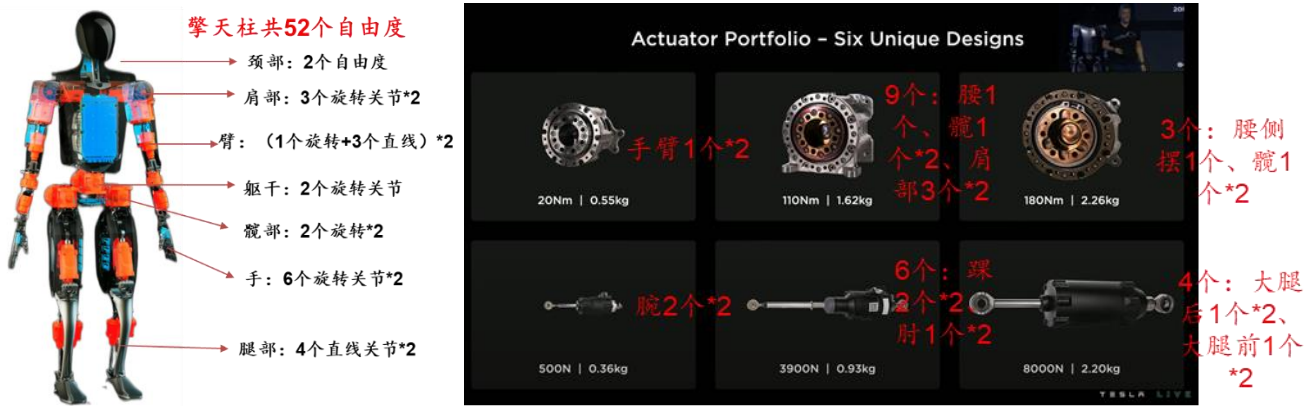 擎天柱共52个自由度
颈部：2个自由度
肩部：3个旋转关节*2
臂：（1个旋转+3个直线）*2
躯干：2个旋转关节
髋部：2个旋转*2
手：6个旋转关节*2
腿部：4个直线关节*2
Actuator Portfolio – Six Unique Designs
手臂1个*2
20Nm | 0.55kg
9个：腰1
个、髋1
个*2、肩
部3个*2
110Nm | 1.62kg
3个：腰侧
摆1个、髋1
个*2
180Nm | 2.26kg
腕2个*2
500N | 0.36kg
6个：踝
2个*2
肘1个*2
3900N | 0.93kg
4个：大腿
后1个*2、
大腿前1个
*2
8000N | 2.20kg
TESLA LIVE